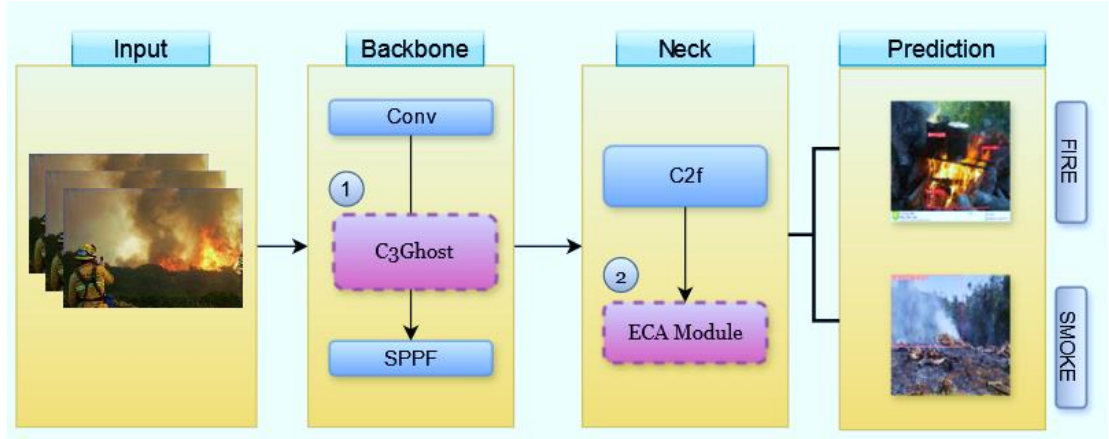 Input
Backbone
Neck
Prediction
Conv
1
C3Ghost
SPPF
C2f
2
ECA Module
FIRE
SMOKE